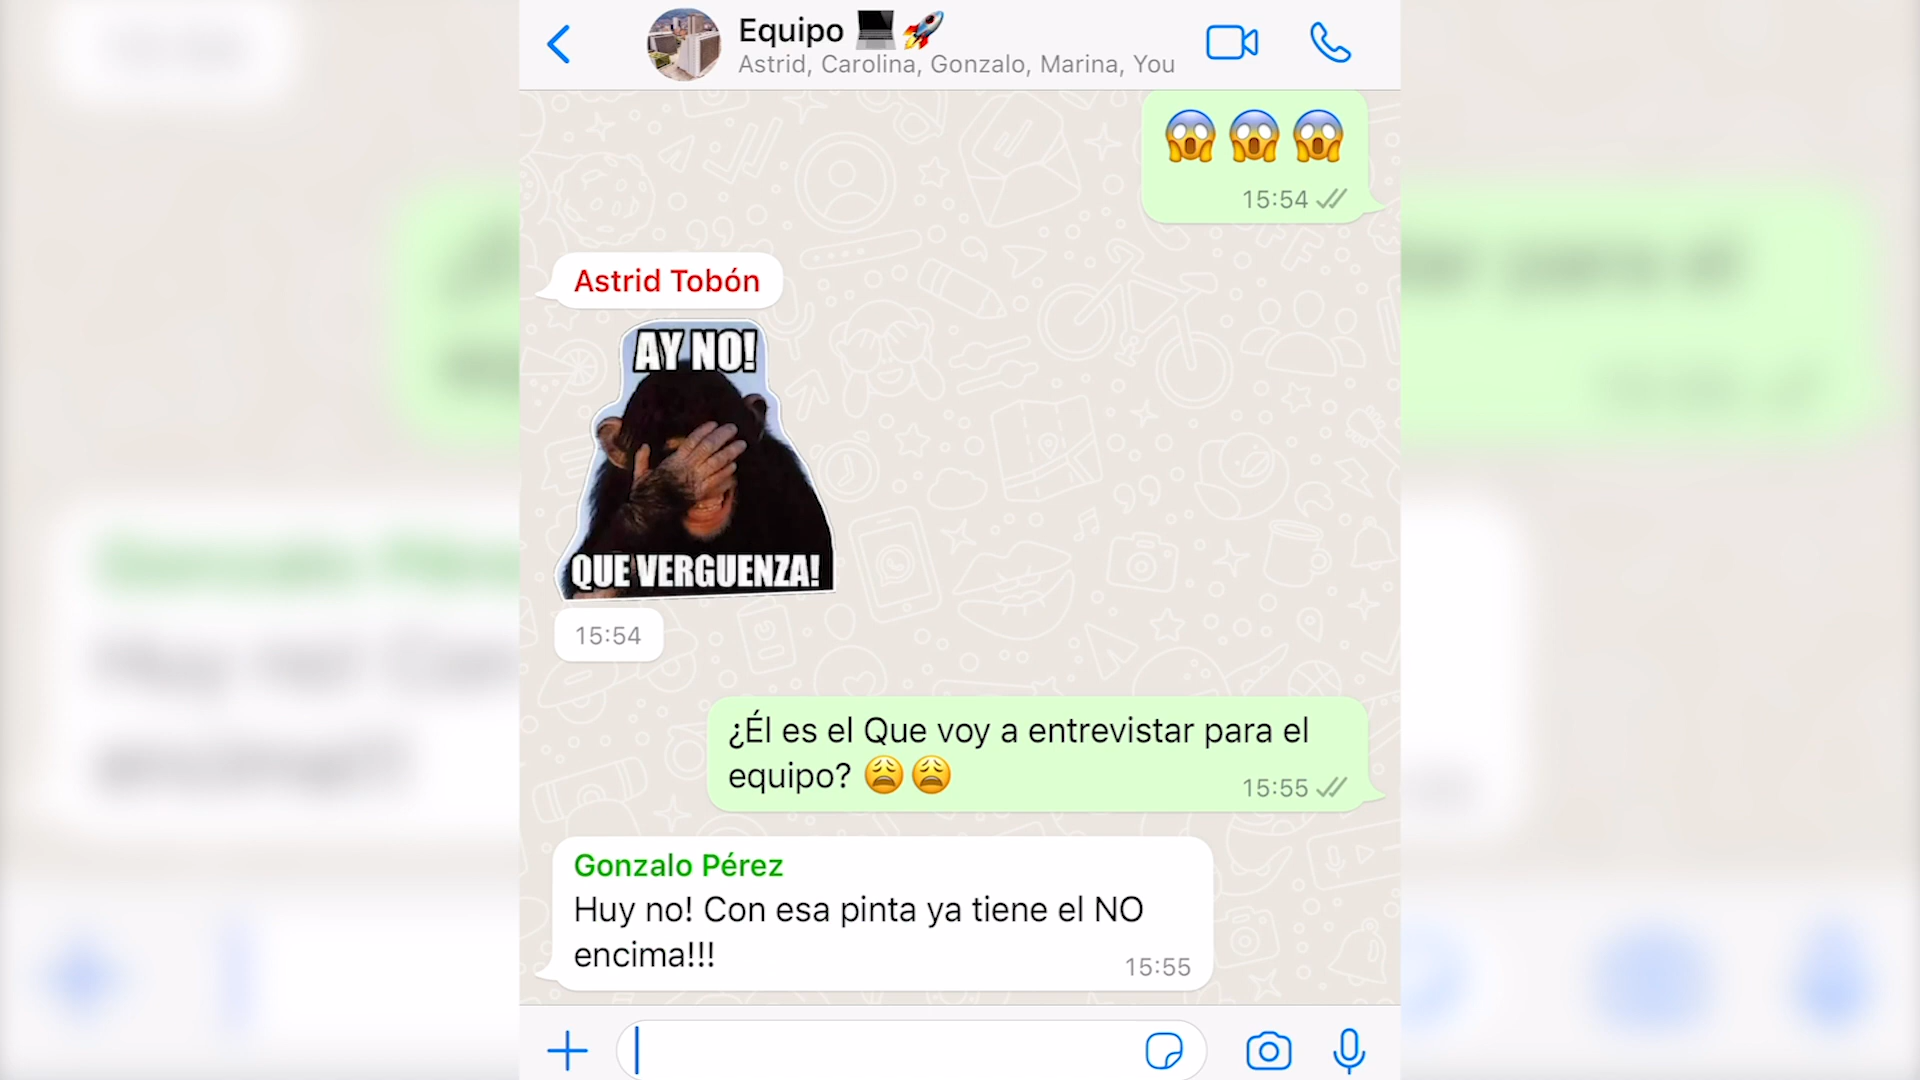 Equipo 💻🚀
Astrid, Carolina, Gonzalo, Marina, You
😱😱😱
15:54
Astrid Tobón
AY NO!
QUE VERGUENZA!
15:54
¿Él es el Que voy a entrevistar para el
equipo? 😩😩
15:55
Gonzalo Pérez
Huy no! Con esa pinta ya tiene el NO
encima!!!
15:55